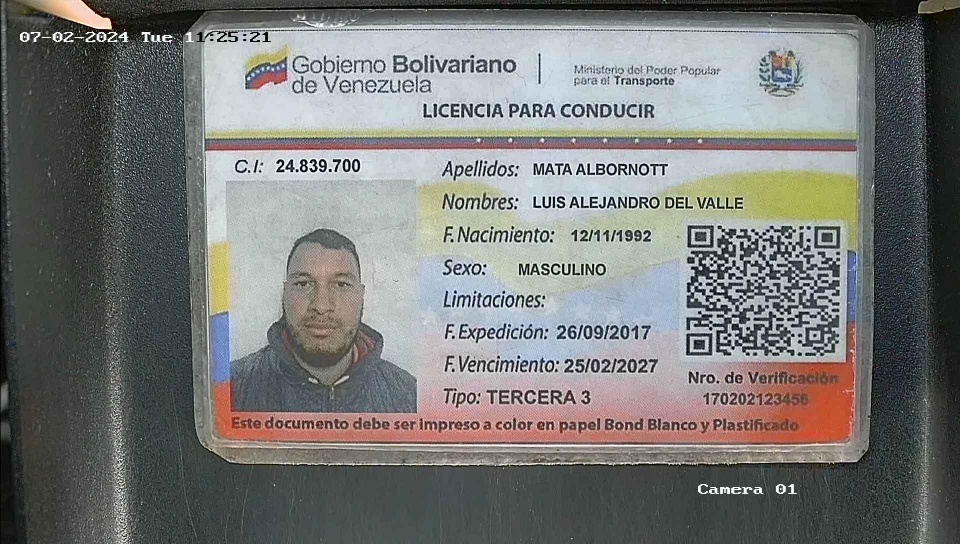 07-02-2024 Tue 11:25:21
Gobierno Bolivariano
de Venezuela
Ministerio del Poder Popular
para el Transporte
LICENCIA PARA CONDUCIR
C.I: 24.839.700
Apellidos: MATA ALBORNOTT
Nombres: LUIS ALEJANDRO DEL VALLE
F. Nacimiento: 12/11/1992
Sexo: MASCULINO
Limitaciones:
F. Expedición: 26/09/2017
F. Vencimiento: 25/02/2027
Tipo: TERCERA 3
Nro. de Verificación
170202123456
Este documento debe ser impreso a color en papel Bond Blanco y Plastificado
Camera 01